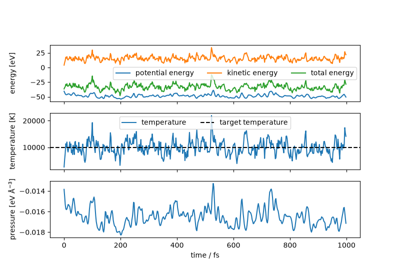 energy [eV]
25
0
−25
−50
potential energy
kinetic energy
total energy
temperature [K]
20000
10000
temperature
target temperature
pressure [eV Å⁻³]
−0.014
−0.016
−0.018
0
200
400
600
800
1000
time / fs